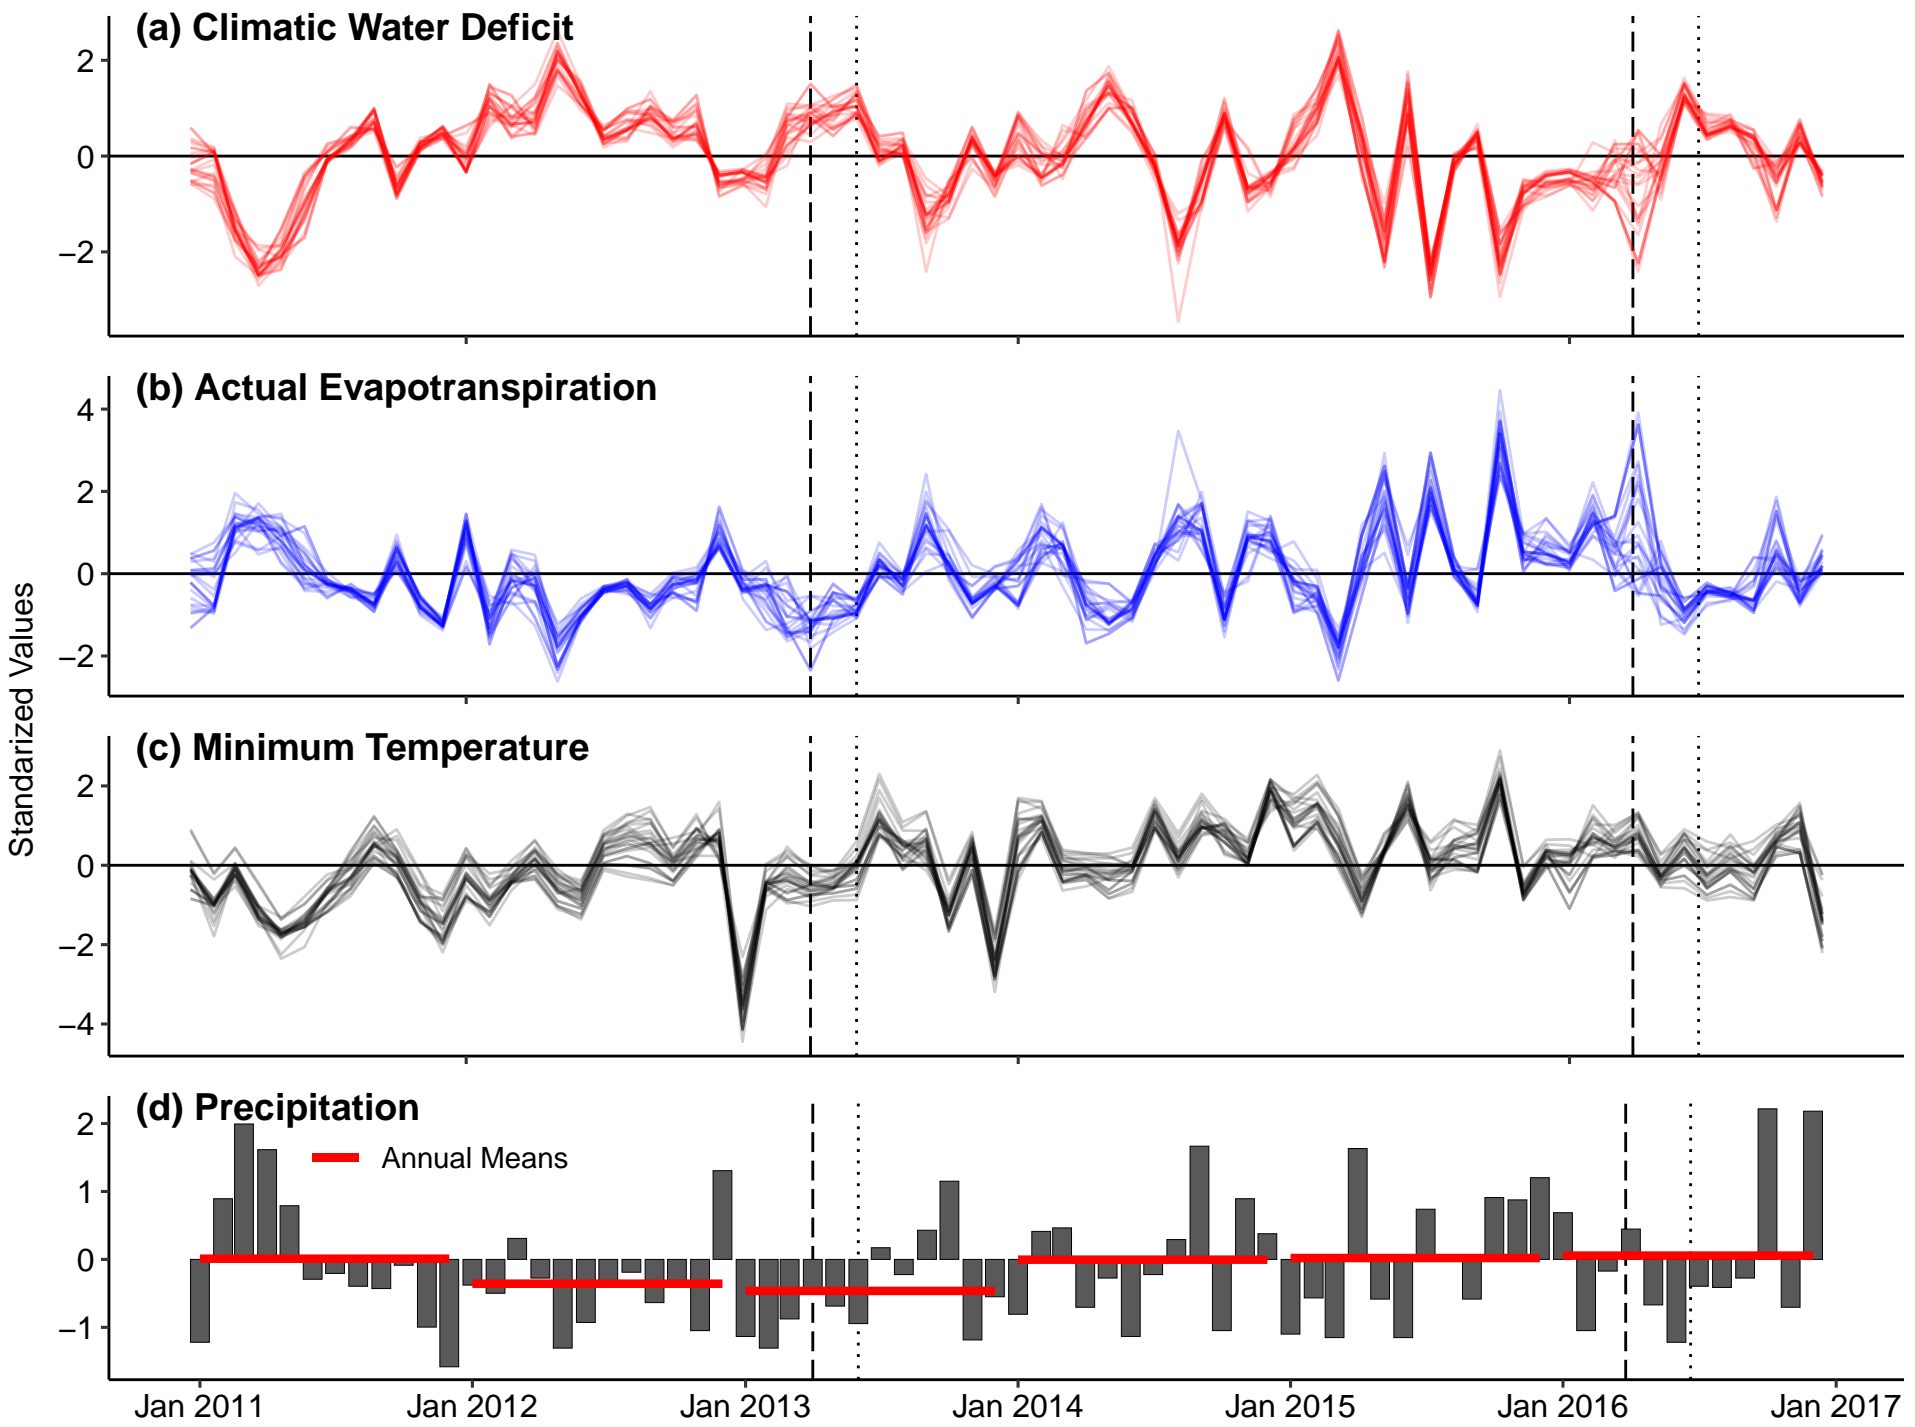 (a) Climatic Water Deficit
2
0
−2
(b) Actual Evapotranspiration
4
2
0
−2
Standarized Values
(c) Minimum Temperature
2
0
−2
−4
(d) Precipitation
Annual Means
2
1
0
−1
Jan 2011 Jan 2012 Jan 2013 Jan 2014 Jan 2015 Jan 2016 Jan 2017